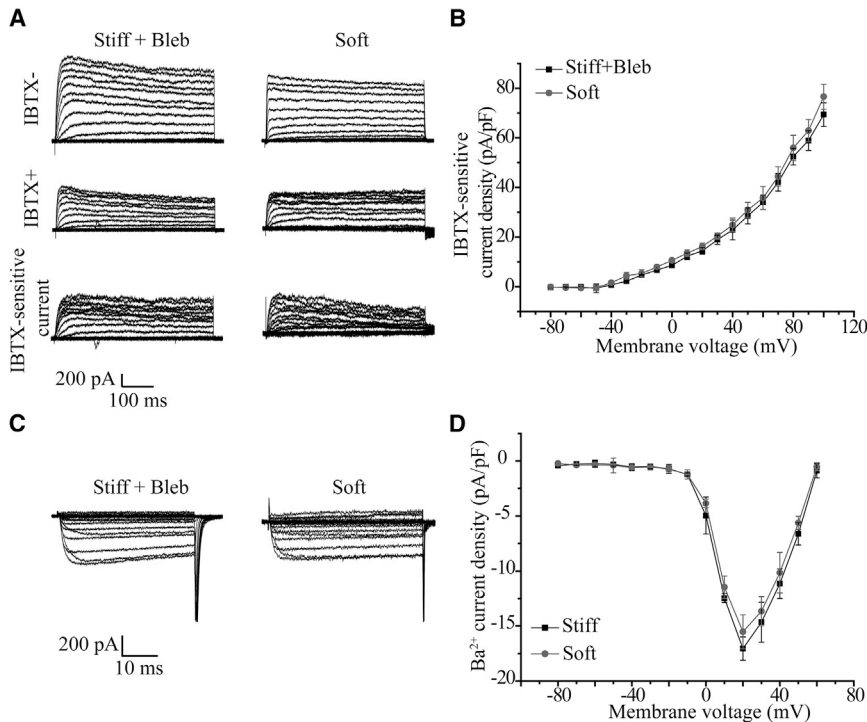 A
Stiff + Bleb
Soft
IBTX-
IBTX+
IBTX-sensitive
current
200 pA
100 ms
B
Stiff+Bleb
Soft
IBTX-sensitive
current density (pA/pF)
80
60
40
20
0
-80
-40
0
40
80
120
Membrane voltage (mV)
C
Stiff + Bleb
Soft
200 pA
10 ms
D
Ba2+ current density (pA/pF)
0
-5
-10
-15
-20
Stiff
Soft
-80
-40
0
40
80
Membrane voltage (mV)